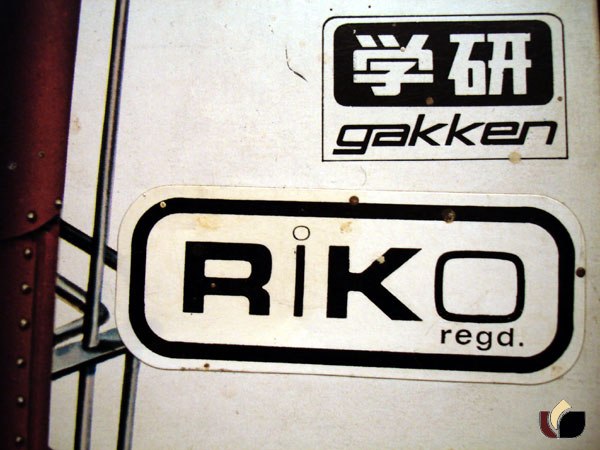 学研
gakken
RiKO
regd.